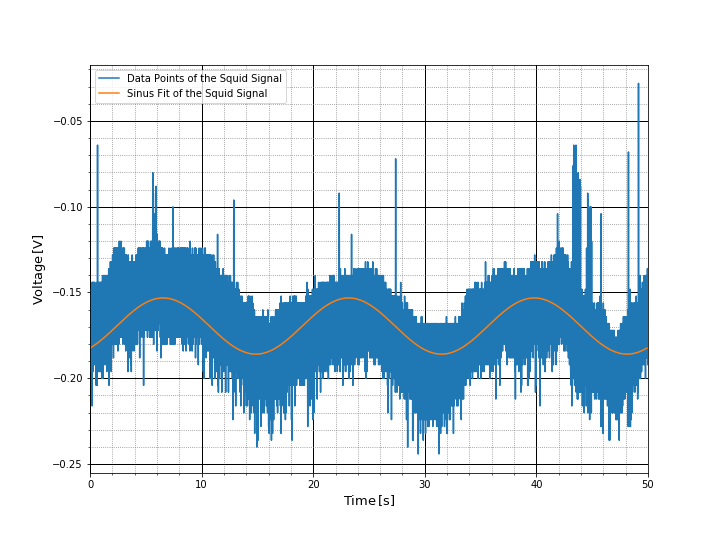 Data Points of the Squid Signal
Sinus Fit of the Squid Signal
−0.05
−0.10
−0.15
−0.20
−0.25
Voltage [V]
0 10 20 30 40 50
Time [s]